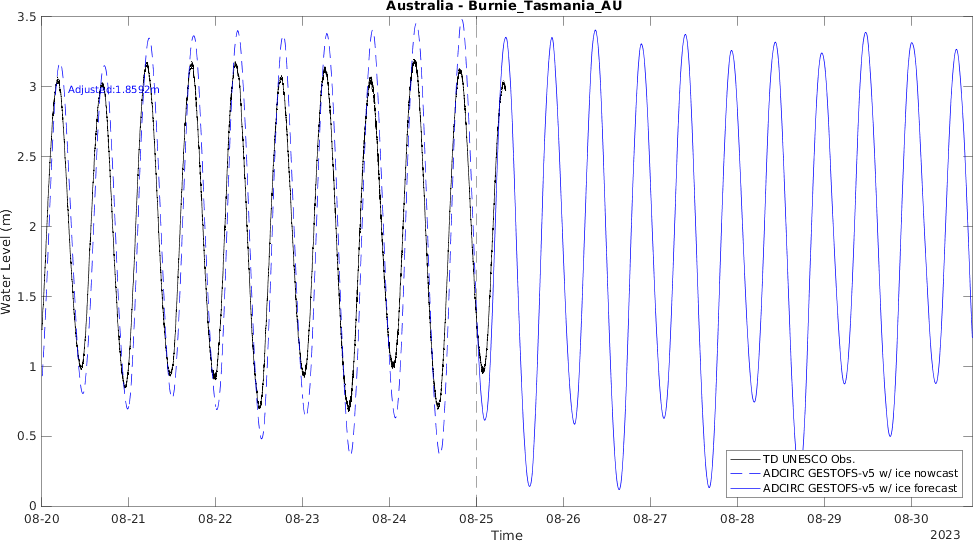 Australia - Burnie_Tasmania_AU
3.5
3
2.5
2
1.5
1
0.5
0
Water Level (m)
Adjusted:1.8592m
TD UNESCO Obs.
ADCIRC GESTOFS-v5 w/ ice nowcast
ADCIRC GESTOFS-v5 w/ ice forecast
08-20 08-21 08-22 08-23 08-24 08-25 08-26 08-27 08-28 08-29 08-30
Time
2023